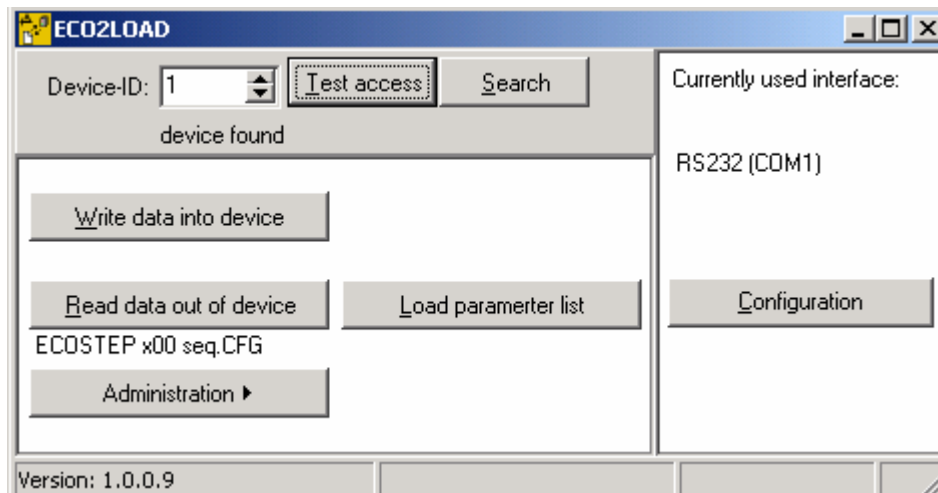 ECO2LOAD
Device-ID: 1 Test access Search
device found
Currently used interface:
RS232 (COM1)
Write data into device
Read data out of device Load paramerter list
ECOSTEP x00 seq.CFG
Administration
Configuration
Version: 1.0.0.9